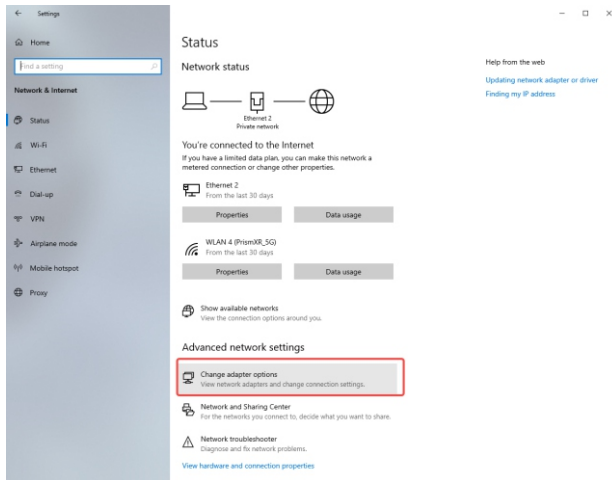 Settings
Home
Find a setting
Network & Internet
Status
Wi-Fi
Ethernet
Dial-up
VPN
Airplane mode
Mobile hotspot
Proxy
Status
Network status
Ethernet 2
Private network
You're connected to the Internet
If you have a limited data plan, you can make this network a
metered connection or change other properties.
Ethernet 2
From the last 30 days
Properties
Data usage
WLAN 4 (PrismXR_5G)
From the last 30 days
Properties
Data usage
Show available networks
View the connection options around you.
Advanced network settings
Change adapter options
View network adapters and change connection settings.
Network and Sharing Center
For the networks you connect to, decide what you want to share.
Network troubleshooter
Diagnose and fix network problems.
View hardware and connection properties
Help from the web
Updating network adapter or driver
Finding my IP address